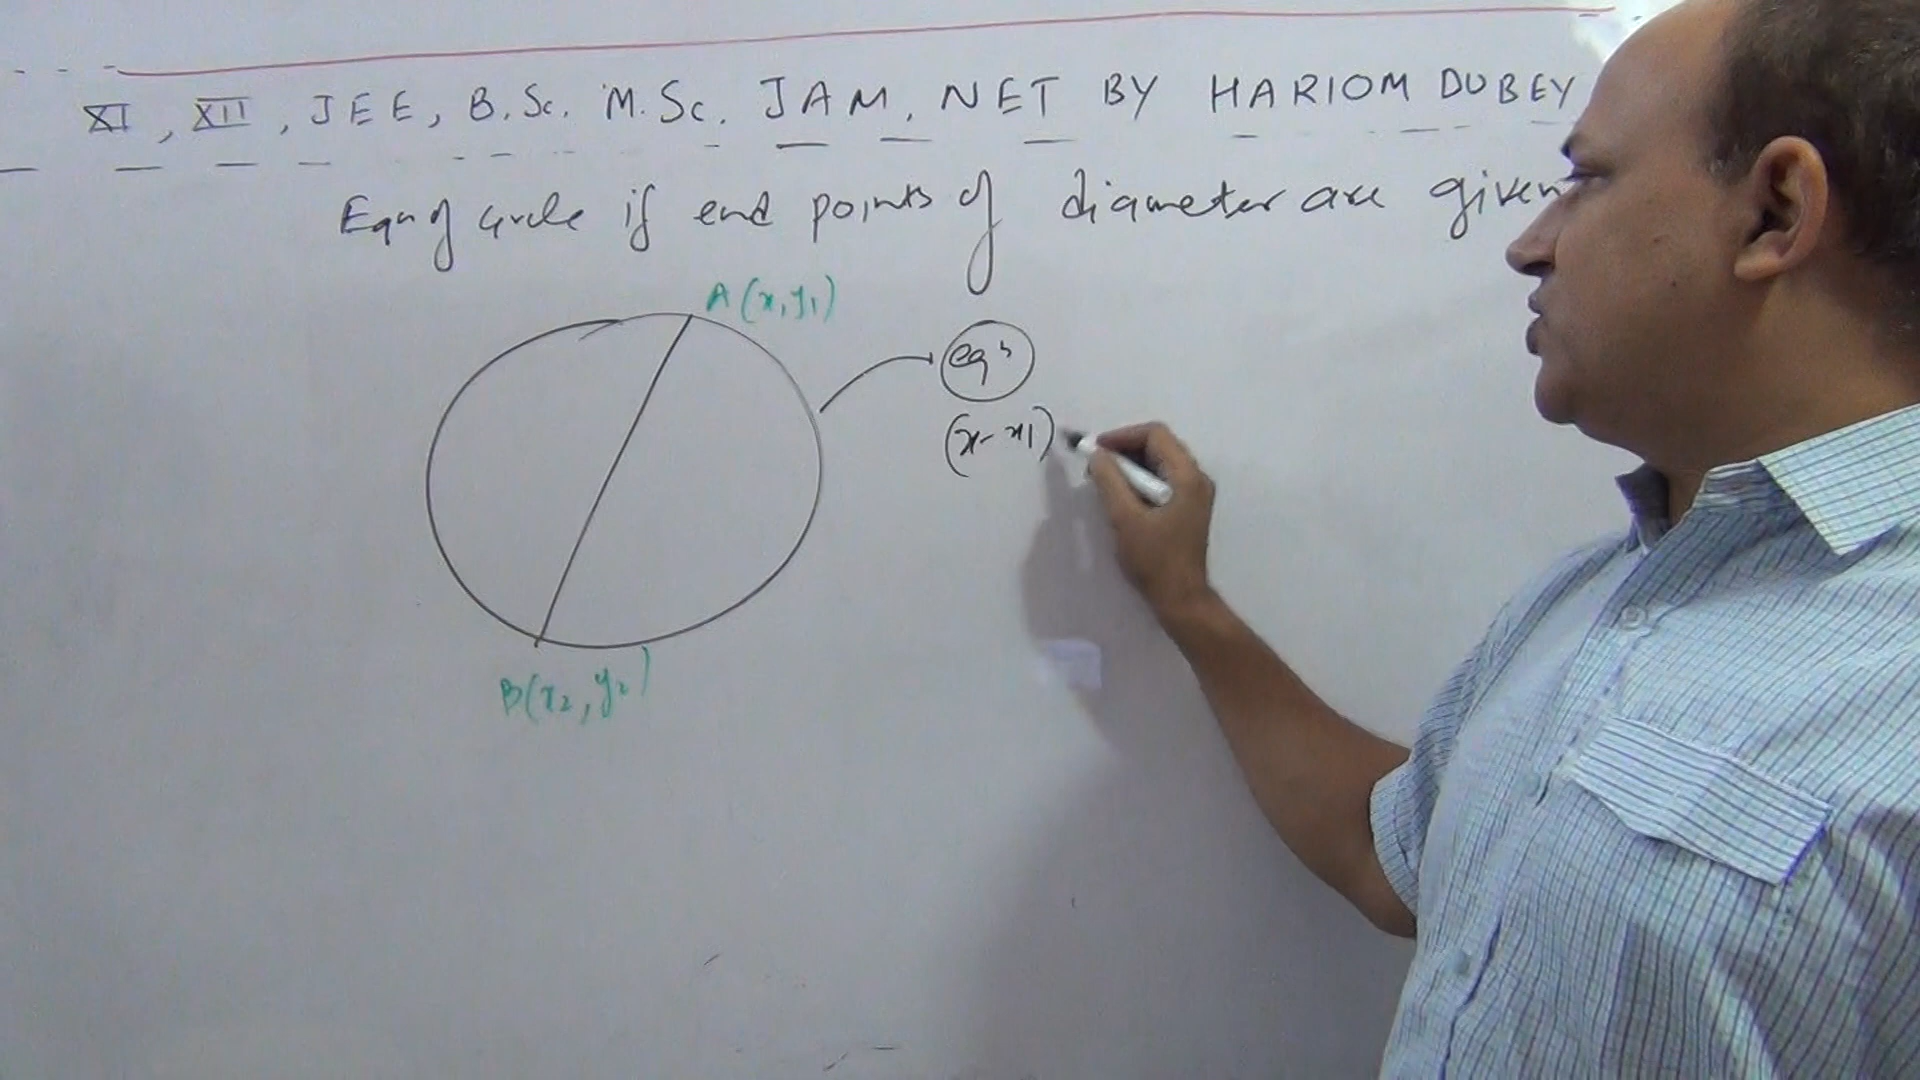 XI, XII, JEE, B.Sc. M.Sc. JAM, NET BY HARIOM DUBEY
Eqn of circle if end points of diameter are given
A(x, y1)
eqn
(x-x1)
B(x2, y2)